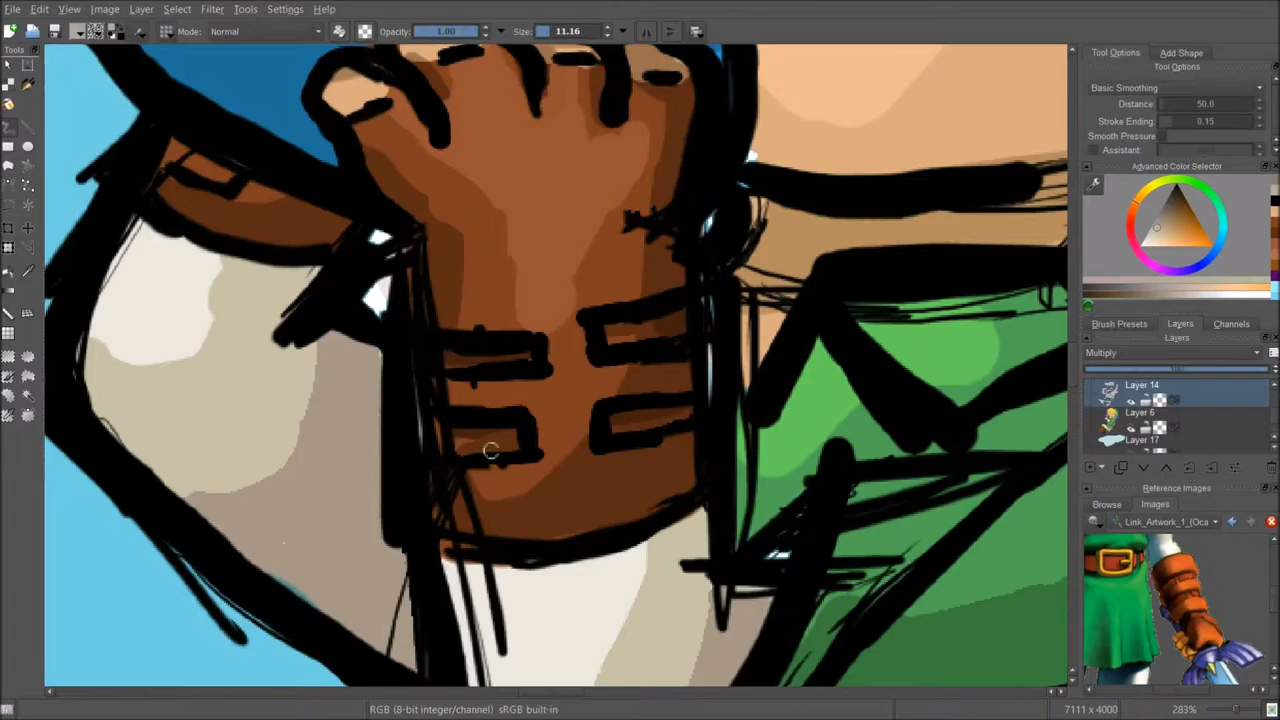 File Edit View Image Layer Select Filter Tools Settings Help
Mode: Normal Opacity: 1.00 Size: 11.16
Tools
Tool Options Add Shape
Tool Options
Basic Smoothing
Distance: 50.0
Stroke Ending: 0.15
Smooth Pressure
Assistant:
Advanced Color Selector
Brush Presets Layers Channels
Layers
Multiply
Layer 14
Layer 6
Layer 17
Reference Images
Browse Images
Link_Artwork_1_(Oca
RGB (8-bit integer/channel) sRGB built-in 7111 x 4000 283%